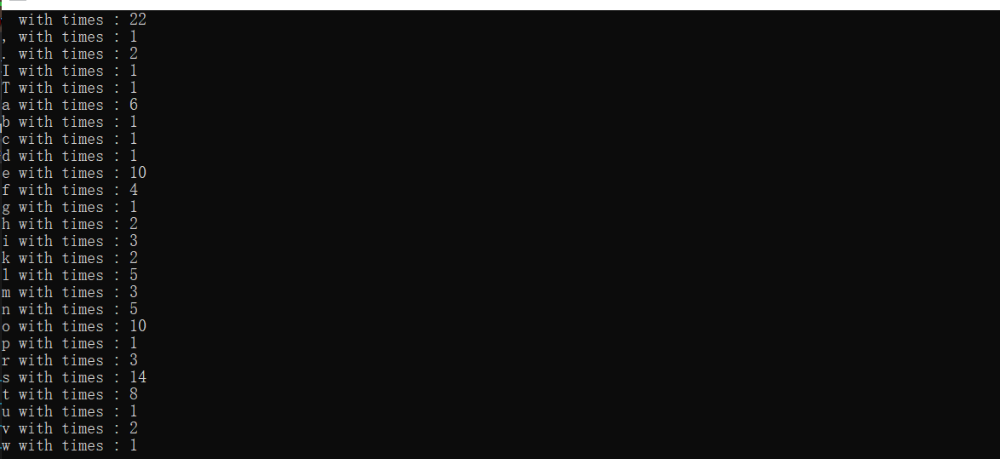 with times : 22
, with times : 1
. with times : 2
I with times : 1
T with times : 1
a with times : 6
b with times : 1
c with times : 1
d with times : 1
e with times : 10
f with times : 4
g with times : 1
h with times : 2
i with times : 3
k with times : 2
l with times : 5
m with times : 3
n with times : 5
o with times : 10
p with times : 1
r with times : 3
s with times : 14
t with times : 8
u with times : 1
v with times : 2
w with times : 1